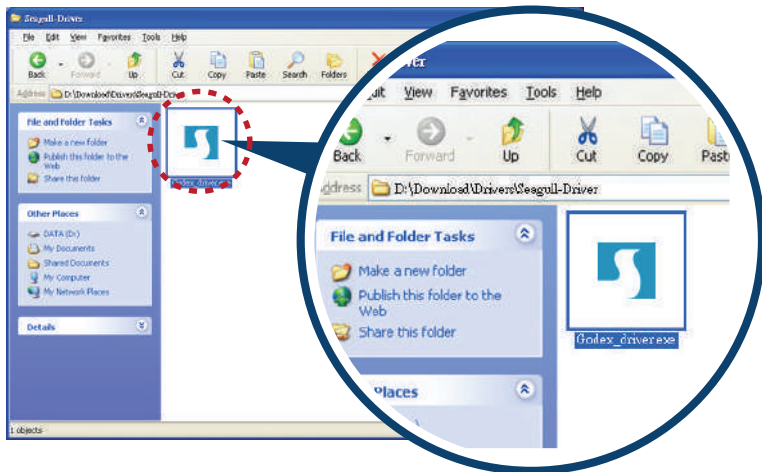 Seagull-Driver
File Edit View Favorites Tools Help
Back Forward Up Cut Copy Paste Search Folders
Address D:\Download\Drivers\Seagull-Driver
File and Folder Tasks
Make a new folder
Publish this folder to the
Web
Share this folder
Other Places
DATA (D:)
My Documents
Shared Documents
My Computer
My Network Places
Details
Godex_driver.exe
1 objects
iver
uit View Favorites Tools Help
Back Forward Up Cut Copy Past
ddress D:\Download\Drivers\Seagull-Driver
File and Folder Tasks
Make a new folder
Publish this folder to the
Web
Share this folder
Places
Godex_driver.exe